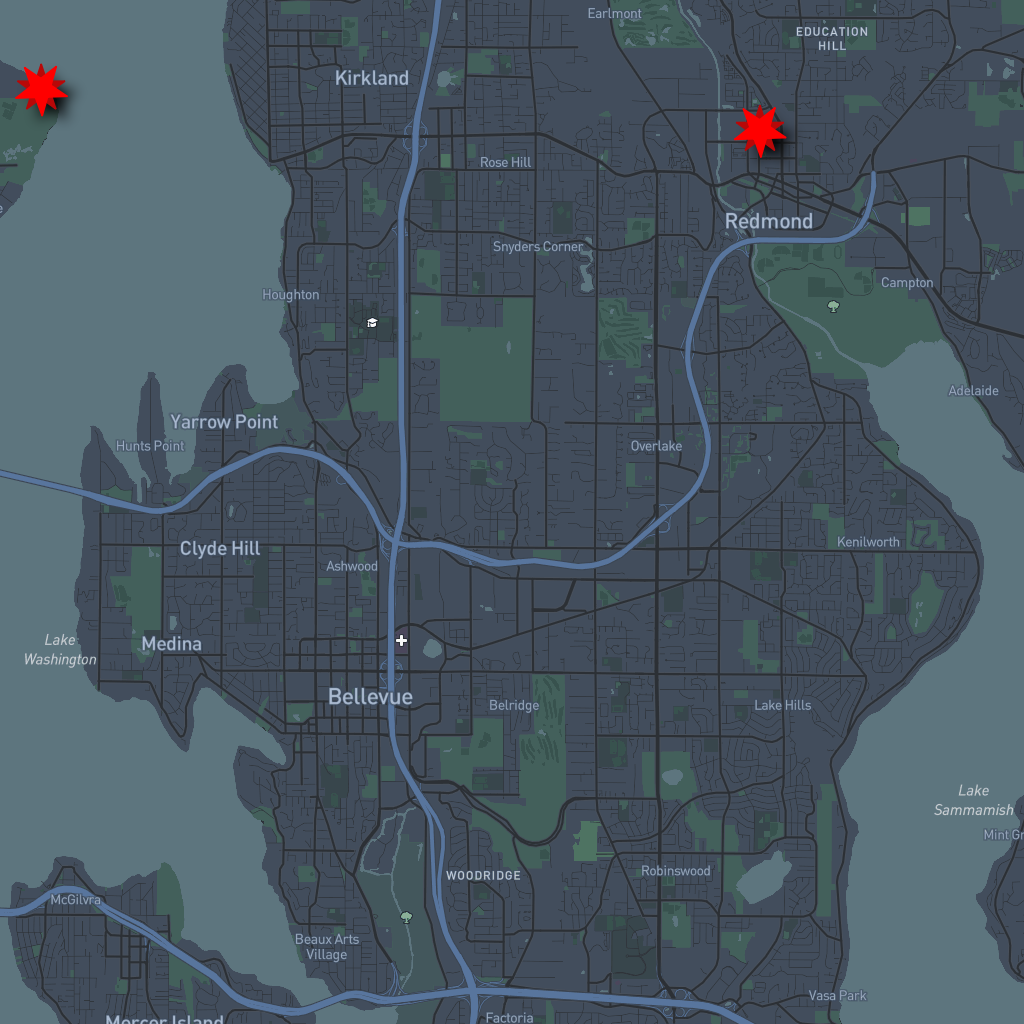 Earlmont
EDUCATION
HILL
Kirkland
Rose Hill
Redmond
Snyders Corner
Campton
Houghton
Adelaide
Yarrow Point
Hunts Point
Overlake
Clyde Hill
Kenilworth
Ashwood
Lake
Washington
Medina
Bellevue
Belridge
Lake Hills
Lake
Sammamish
Mint Gr
WOODRIDGE
Robinswood
McGilvra
Beaux Arts
Village
Vasa Park
Mercer Island
Factoria